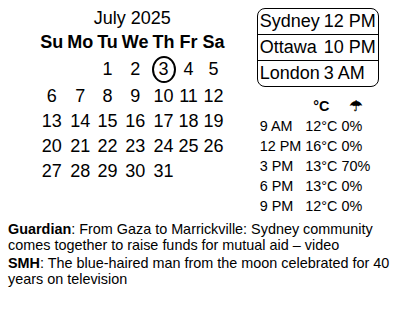 July 2025
Su Mo Tu We Th Fr Sa
1 2 3 4 5
6 7 8 9 10 11 12
13 14 15 16 17 18 19
20 21 22 23 24 25 26
27 28 29 30 31
Sydney 12 PM
Ottawa 10 PM
London 3 AM
°C ☂
9 AM 12°C 0%
12 PM 16°C 0%
3 PM 13°C 70%
6 PM 13°C 0%
9 PM 12°C 0%
Guardian: From Gaza to Marrickville: Sydney community
comes together to raise funds for mutual aid – video
SMH: The blue-haired man from the moon celebrated for 40
years on television